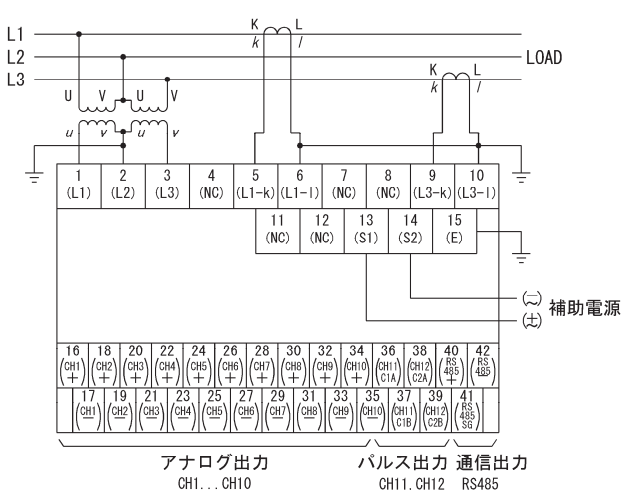 K L
L1
k l
L2 LOAD
L3
K L
k l
U V U V
u v u v
1 2 3 4 5 6 7 8 9 10
(L1) (L2) (L3) (NC) (L1-k) (L1-l) (NC) (NC) (L3-k) (L3-l)
11 12 13 14 15
(NC) (NC) (S1) (S2) (E)
(−~)
補助電源
(+~)
16 18 20 22 24 26 28 30 32 34 36 38 40 42
(CH1 +) (CH2 +) (CH3 +) (CH4 +) (CH5 +) (CH6 +) (CH7 +) (CH8 +) (CH9 +) (CH10 +) (CH11 C1A) (CH12 C2A) (RS 485 +) (RS 485 −)
17 19 21 23 25 27 29 31 33 35 37 39 41
(CH1 −) (CH2 −) (CH3 −) (CH4 −) (CH5 −) (CH6 −) (CH7 −) (CH8 −) (CH9 −) (CH10 −) (CH11 C1B) (CH12 C2B) (RS 485 SG)
アナログ出力 パルス出力 通信出力
CH1...CH10 CH11.CH12 RS485